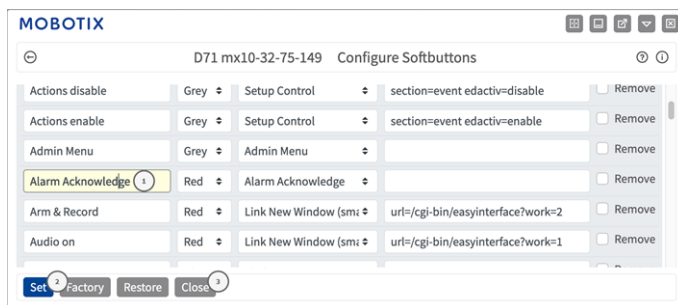 MOBOTIX
D71 mx10-32-75-149 Configure Softbuttons
Actions disable Grey Setup Control section=event edactiv=disable Remove
Actions enable Grey Setup Control section=event edactiv=enable Remove
Admin Menu Grey Admin Menu Remove
Alarm Acknowledge 1 Red Alarm Acknowledge Remove
Arm & Record Red Link New Window (sma url=/cgi-bin/easyinterface?work=2 Remove
Audio on Red Link New Window (sma url=/cgi-bin/easyinterface?work=1 Remove
Set 2 Factory Restore Close 3